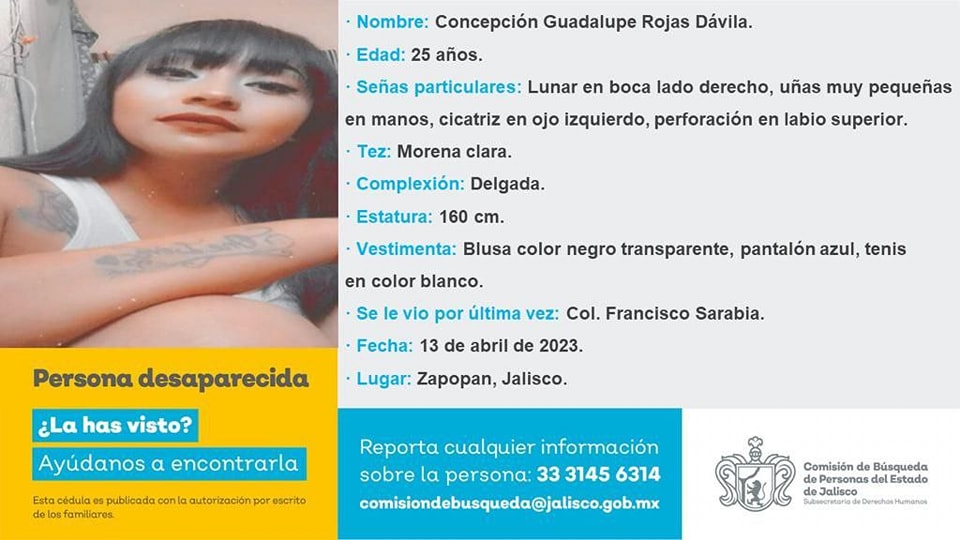 · Nombre: Concepción Guadalupe Rojas Dávila.
· Edad: 25 años.
· Señas particulares: Lunar en boca lado derecho, uñas muy pequeñas
en manos, cicatriz en ojo izquierdo, perforación en labio superior.
· Tez: Morena clara.
· Complexión: Delgada.
· Estatura: 160 cm.
· Vestimenta: Blusa color negro transparente, pantalón azul, tenis
en color blanco.
· Se le vio por última vez: Col. Francisco Sarabia.
· Fecha: 13 de abril de 2023.
· Lugar: Zapopan, Jalisco.
Persona desaparecida
¿La has visto?
Ayúdanos a encontrarla
Esta cédula es publicada con la autorización por escrito
de los familiares.
Reporta cualquier información
sobre la persona: 33 3145 6314
comisiondebusqueda@jalisco.gob.mx
Comisión de Búsqueda
de Personas del Estado
de Jalisco
Subsecretaría de Derechos Humanos